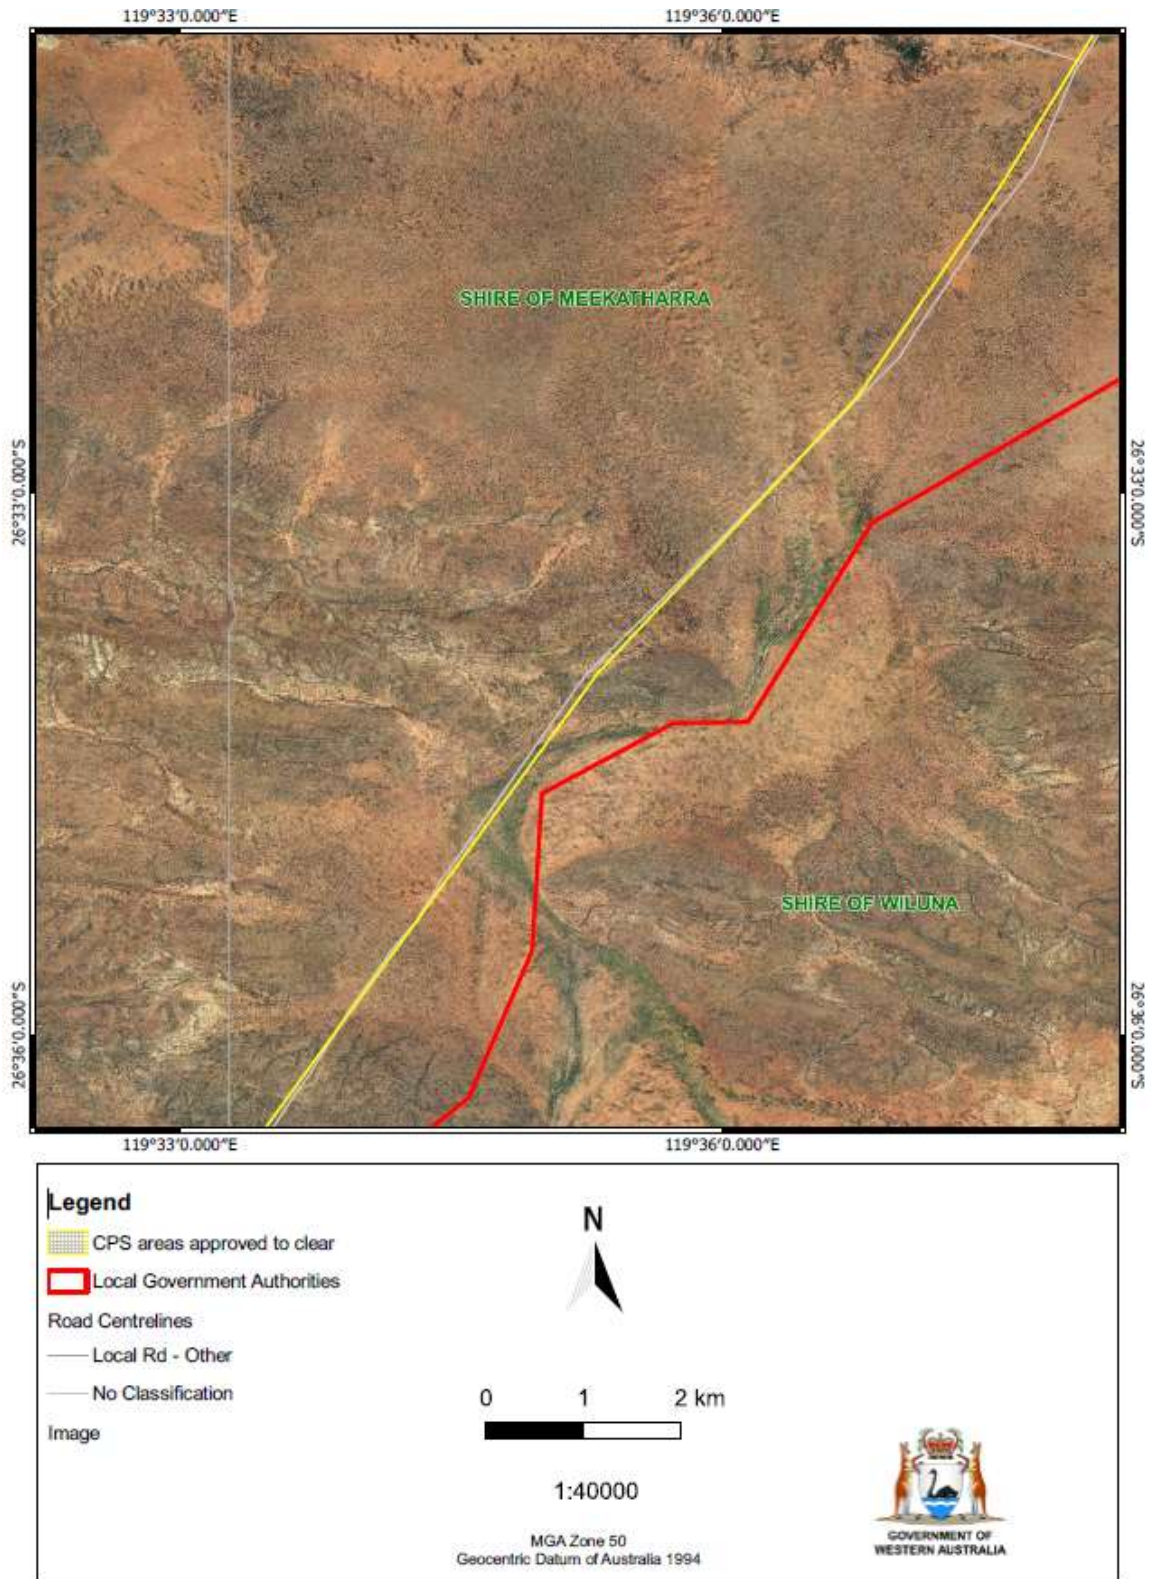 119°33'0.000"E
119°36'0.000"E
SHIRE OF MEEKATHARRA
26°33'0.000"S
26°33'0.000"S
SHIRE OF WILUNA
26°36'0.000"S
26°36'0.000"S
119°33'0.000"E
119°36'0.000"E
Legend
CPS areas approved to clear
Local Government Authorities
Road Centrelines
Local Rd - Other
No Classification
Image
N
0 1 2 km
1:40000
MGA Zone 50
Geocentric Datum of Australia 1994
GOVERNMENT OF
WESTERN AUSTRALIA